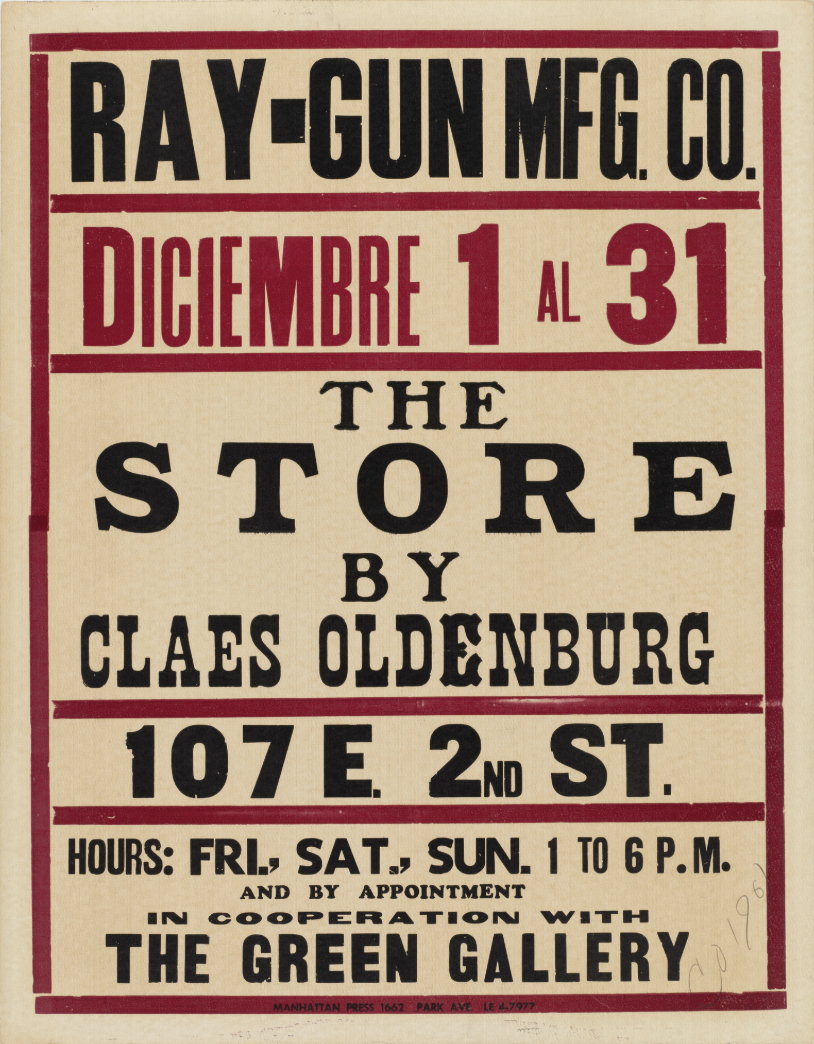 RAY-GUN MFG. CO.
DICIEMBRE 1 AL 31
THE
STORE
BY
CLAES OLDENBURG
107 E. 2ND ST.
HOURS: FRI., SAT., SUN. 1 TO 6 P.M.
AND BY APPOINTMENT
IN COOPERATION WITH
THE GREEN GALLERY
CO 1961
MANHATTAN PRESS 1662 PARK AVE. LE 4-7977